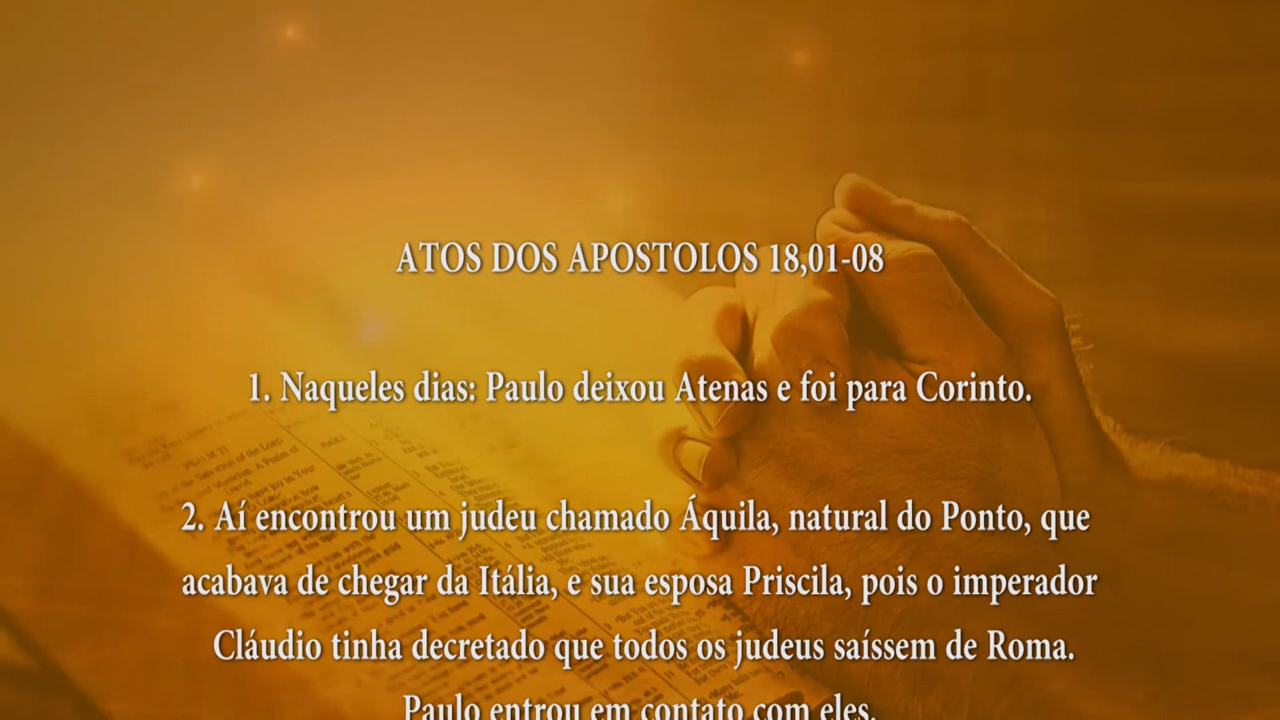 ATOS DOS APOSTOLOS 18,01-08
1. Naqueles dias: Paulo deixou Atenas e foi para Corinto.
2. Aí encontrou um judeu chamado Áquila, natural do Ponto, que
acabava de chegar da Itália, e sua esposa Priscila, pois o imperador
Cláudio tinha decretado que todos os judeus saíssem de Roma.
Paulo entrou em contato com eles.